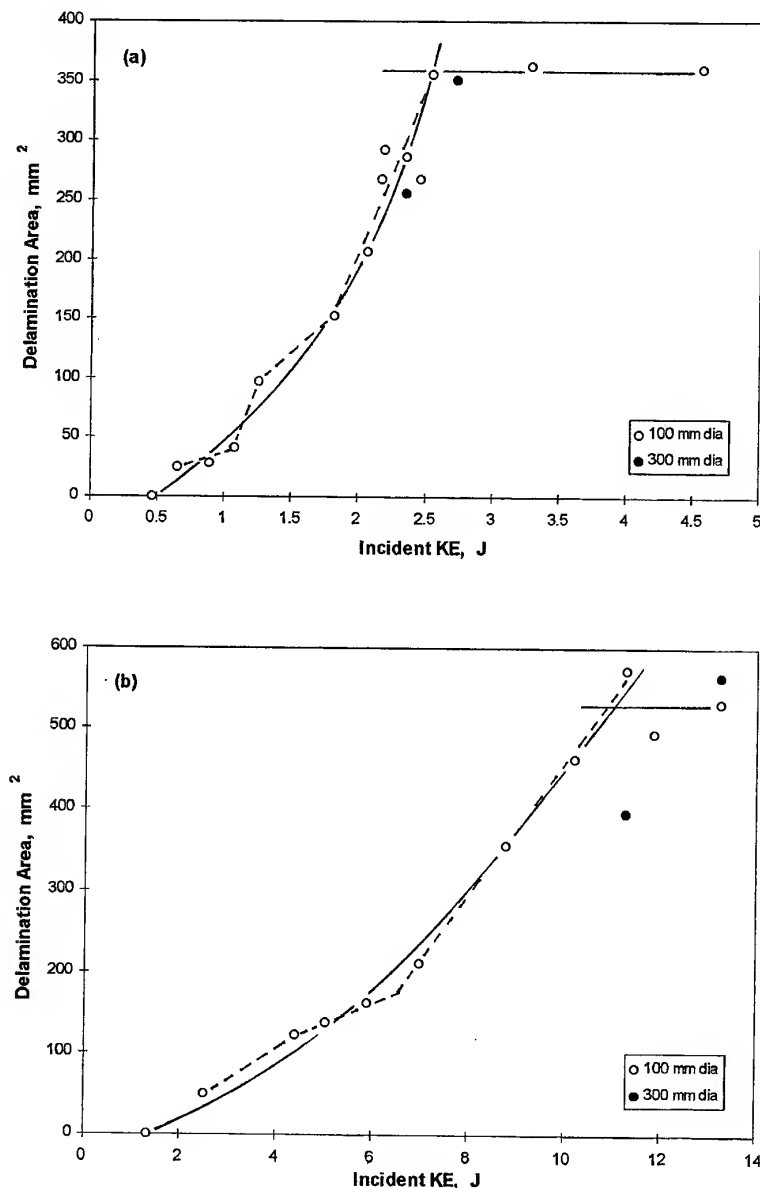 400
350
300
250
200
150
100
50
0
(a)
Delamination Area, mm 2
0 0.5 1 1.5 2 2.5 3 3.5 4 4.5 5
Incident KE, J
100 mm dia
300 mm dia
600
500
400
300
200
100
0
(b)
Delamination Area, mm 2
0 2 4 6 8 10 12 14
Incident KE, J
100 mm dia
300 mm dia